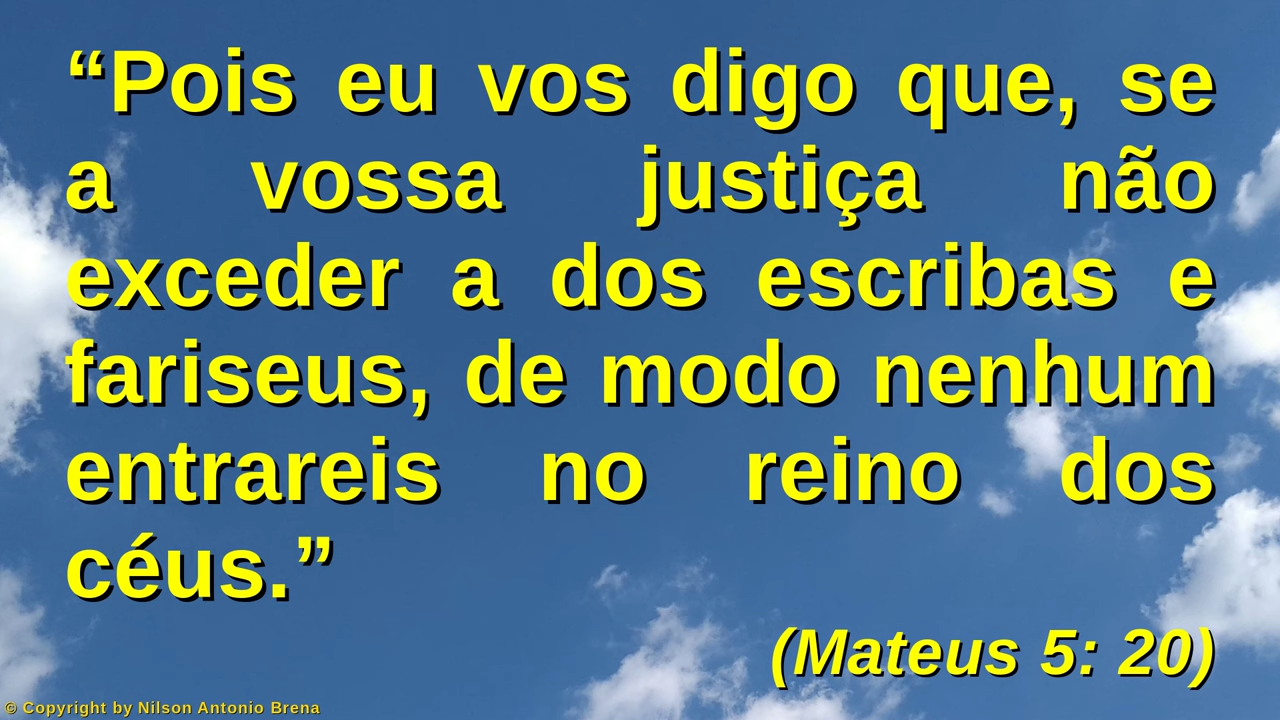 “Pois eu vos digo que, se
a vossa justiça não
exceder a dos escribas e
fariseus, de modo nenhum
entrareis no reino dos
céus.”
(Mateus 5: 20)
© Copyright by Nilson Antonio Brena